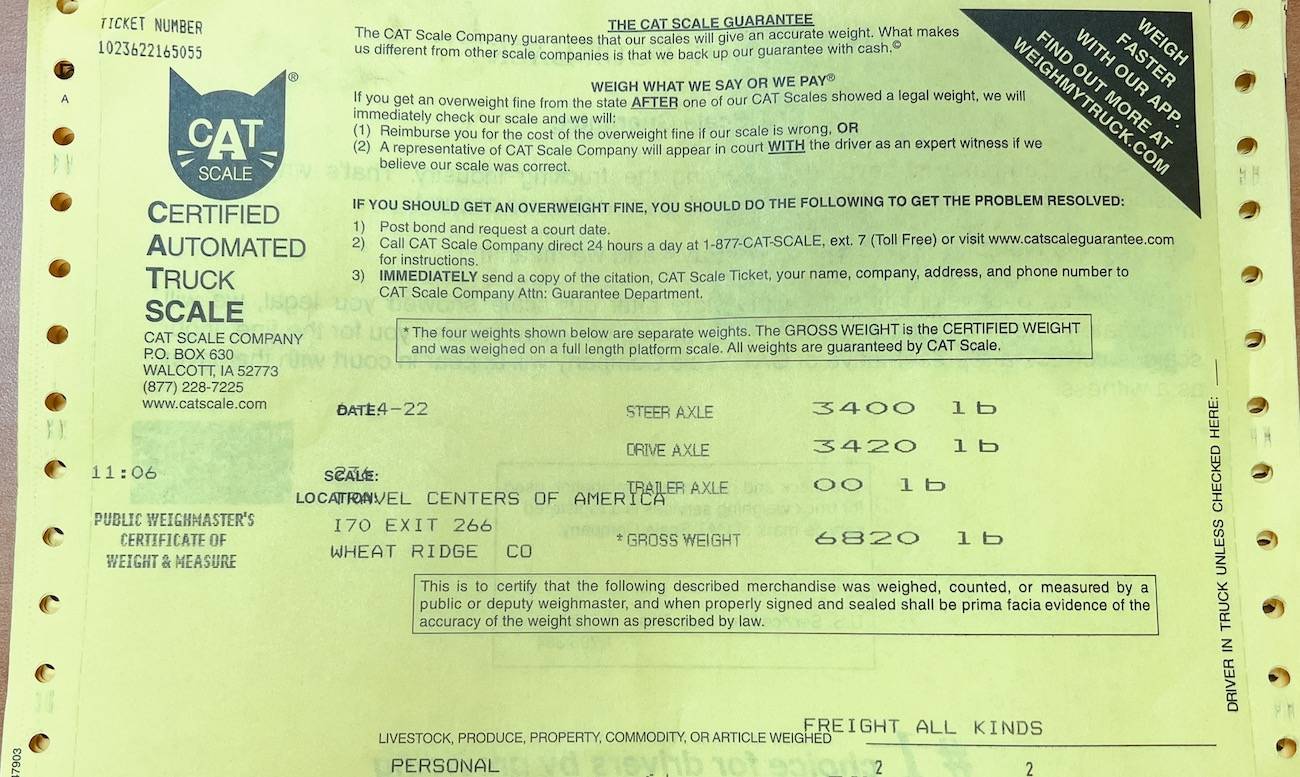 TICKET NUMBER
1023622165055
A
CAT
SCALE
®
CERTIFIED
AUTOMATED
TRUCK
SCALE
CAT SCALE COMPANY
P.O. BOX 630
WALCOTT, IA 52773
(877) 228-7225
www.catscale.com
THE CAT SCALE GUARANTEE
The CAT Scale Company guarantees that our scales will give an accurate weight. What makes
us different from other scale companies is that we back up our guarantee with cash.©
WEIGH WHAT WE SAY OR WE PAY®
If you get an overweight fine from the state AFTER one of our CAT Scales showed a legal weight, we will
immediately check our scale and we will:
(1) Reimburse you for the cost of the overweight fine if our scale is wrong, OR
(2) A representative of CAT Scale Company will appear in court WITH the driver as an expert witness if we
believe our scale was correct.
WEIGH
FASTER
WITH OUR APP.
FIND OUT MORE AT
WEIGHMYTRUCK.COM
IF YOU SHOULD GET AN OVERWEIGHT FINE, YOU SHOULD DO THE FOLLOWING TO GET THE PROBLEM RESOLVED:
1) Post bond and request a court date.
2) Call CAT Scale Company direct 24 hours a day at 1-877-CAT-SCALE, ext. 7 (Toll Free) or visit www.catscaleguarantee.com
for instructions.
3) IMMEDIATELY send a copy of the citation, CAT Scale Ticket, your name, company, address, and phone number to
CAT Scale Company Attn: Guarantee Department.
* The four weights shown below are separate weights. The GROSS WEIGHT is the CERTIFIED WEIGHT
and was weighed on a full length platform scale. All weights are guaranteed by CAT Scale.
DATE: 14-22
STEER AXLE 3400 lb
DRIVE AXLE 3420 lb
11:06
SCALE: 236
TRAILER AXLE 00 lb
LOCATION: TRAVEL CENTERS OF AMERICA
I70 EXIT 266
WHEAT RIDGE CO
* GROSS WEIGHT 6820 lb
PUBLIC WEIGHMASTER'S
CERTIFICATE OF
WEIGHT & MEASURE
This is to certify that the following described merchandise was weighed, counted, or measured by a
public or deputy weighmaster, and when properly signed and sealed shall be prima facia evidence of the
accuracy of the weight shown as prescribed by law.
DRIVER IN TRUCK UNLESS CHECKED HERE:
FREIGHT ALL KINDS
LIVESTOCK, PRODUCE, PROPERTY, COMMODITY, OR ARTICLE WEIGHED
PERSONAL
2 2
47903